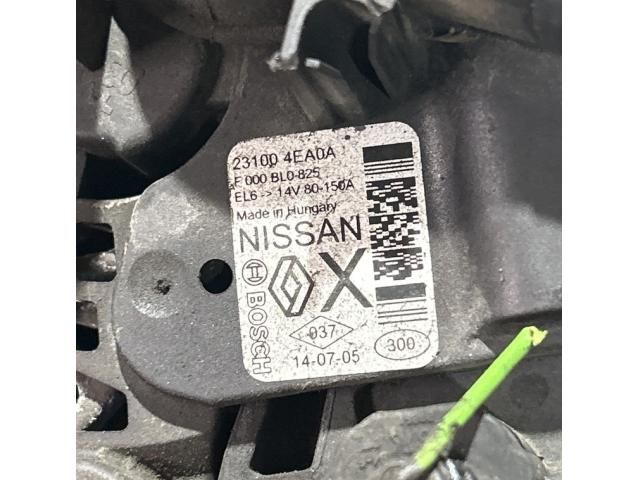 23100 4EA0A
F 000 BL0 825
EL6 -> 14V 80-150A
Made in Hungary
NISSAN
X
BOSCH
037
14-07-05
300